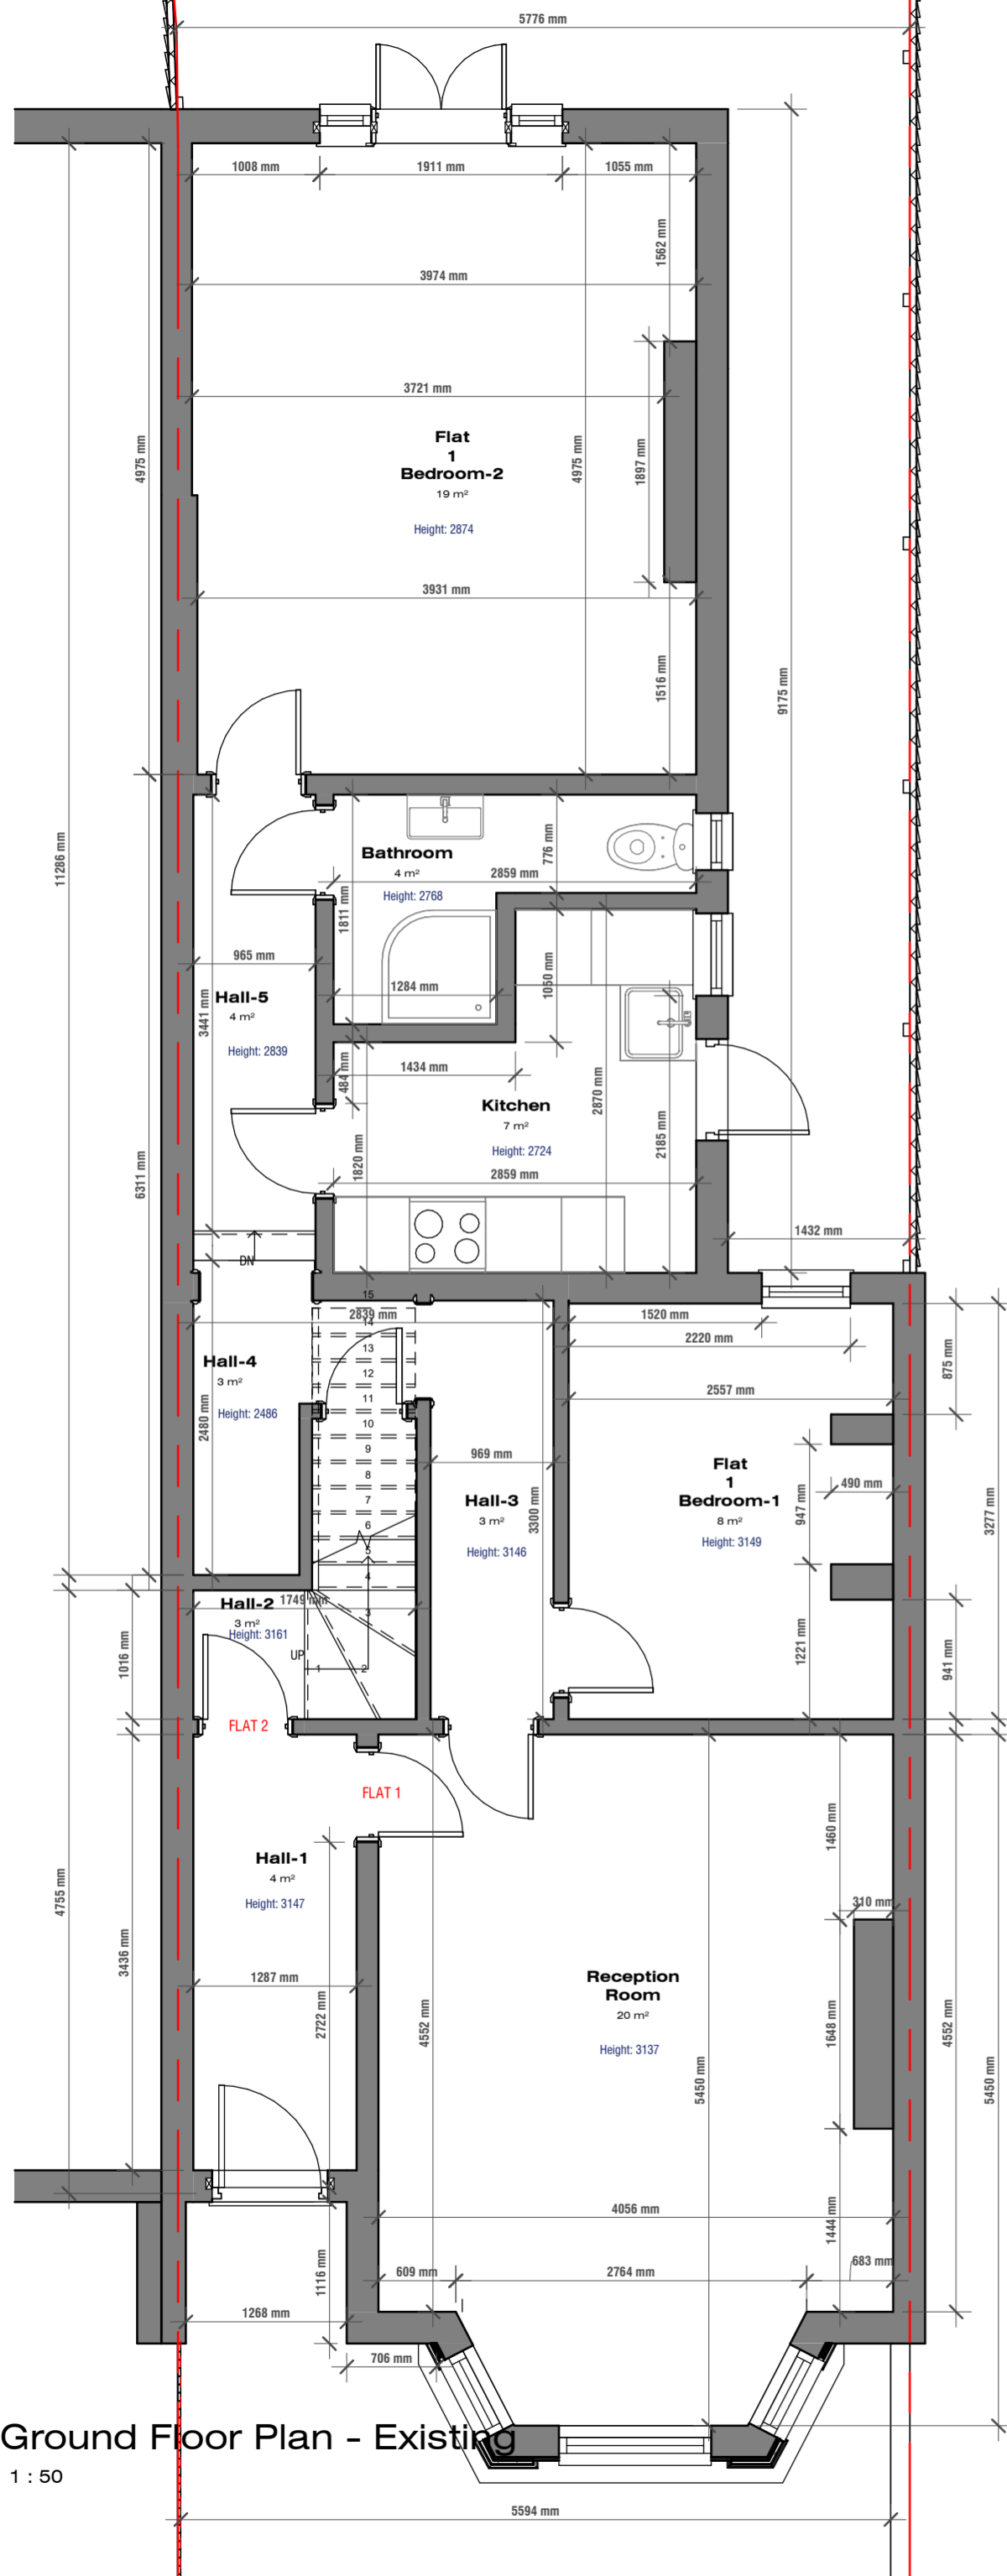 5776 mm
1008 mm
1911 mm
1055 mm
1562 mm
3974 mm
3721 mm
Flat
1
Bedroom-2
19 m²
Height: 2874
4975 mm
4975 mm
1897 mm
3931 mm
1516 mm
9175 mm
11286 mm
Bathroom
4 m²
Height: 2768
776 mm
2859 mm
1811 mm
965 mm
1284 mm
1050 mm
Hall-5
4 m²
Height: 2839
3441 mm
484 mm
1434 mm
Kitchen
7 m²
Height: 2724
2870 mm
2185 mm
1820 mm
2859 mm
6311 mm
1432 mm
DN
15
2839 mm
14
13
12
11
10
9
8
7
6
5
4
3
2
1
UP
1520 mm
2220 mm
2557 mm
875 mm
Hall-4
3 m²
Height: 2486
2480 mm
969 mm
Hall-3
3 m²
Height: 3146
3300 mm
Flat
1
Bedroom-1
8 m²
Height: 3149
947 mm
490 mm
3277 mm
1221 mm
941 mm
Hall-2
3 m²
Height: 3161
1749 mm
1016 mm
FLAT 2
FLAT 1
Hall-1
4 m²
Height: 3147
4755 mm
3436 mm
1287 mm
2722 mm
4552 mm
Reception
Room
20 m²
Height: 3137
1460 mm
310 mm
1648 mm
4552 mm
5450 mm
5450 mm
4056 mm
1444 mm
609 mm
2764 mm
683 mm
1116 mm
1268 mm
706 mm
Ground Floor Plan - Existing
1 : 50
5594 mm